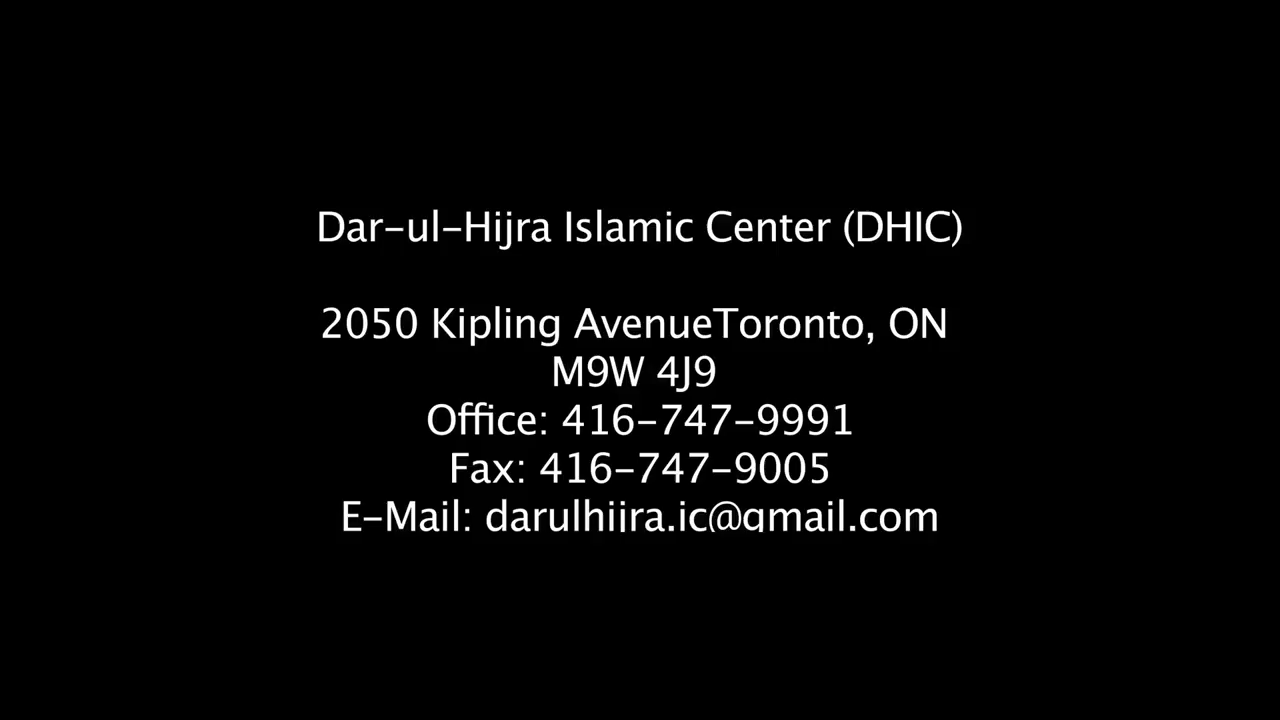 Dar-ul-Hijra Islamic Center (DHIC)
2050 Kipling AvenueToronto, ON
M9W 4J9
Office: 416-747-9991
Fax: 416-747-9005
E-Mail: darulhijra.ic@gmail.com